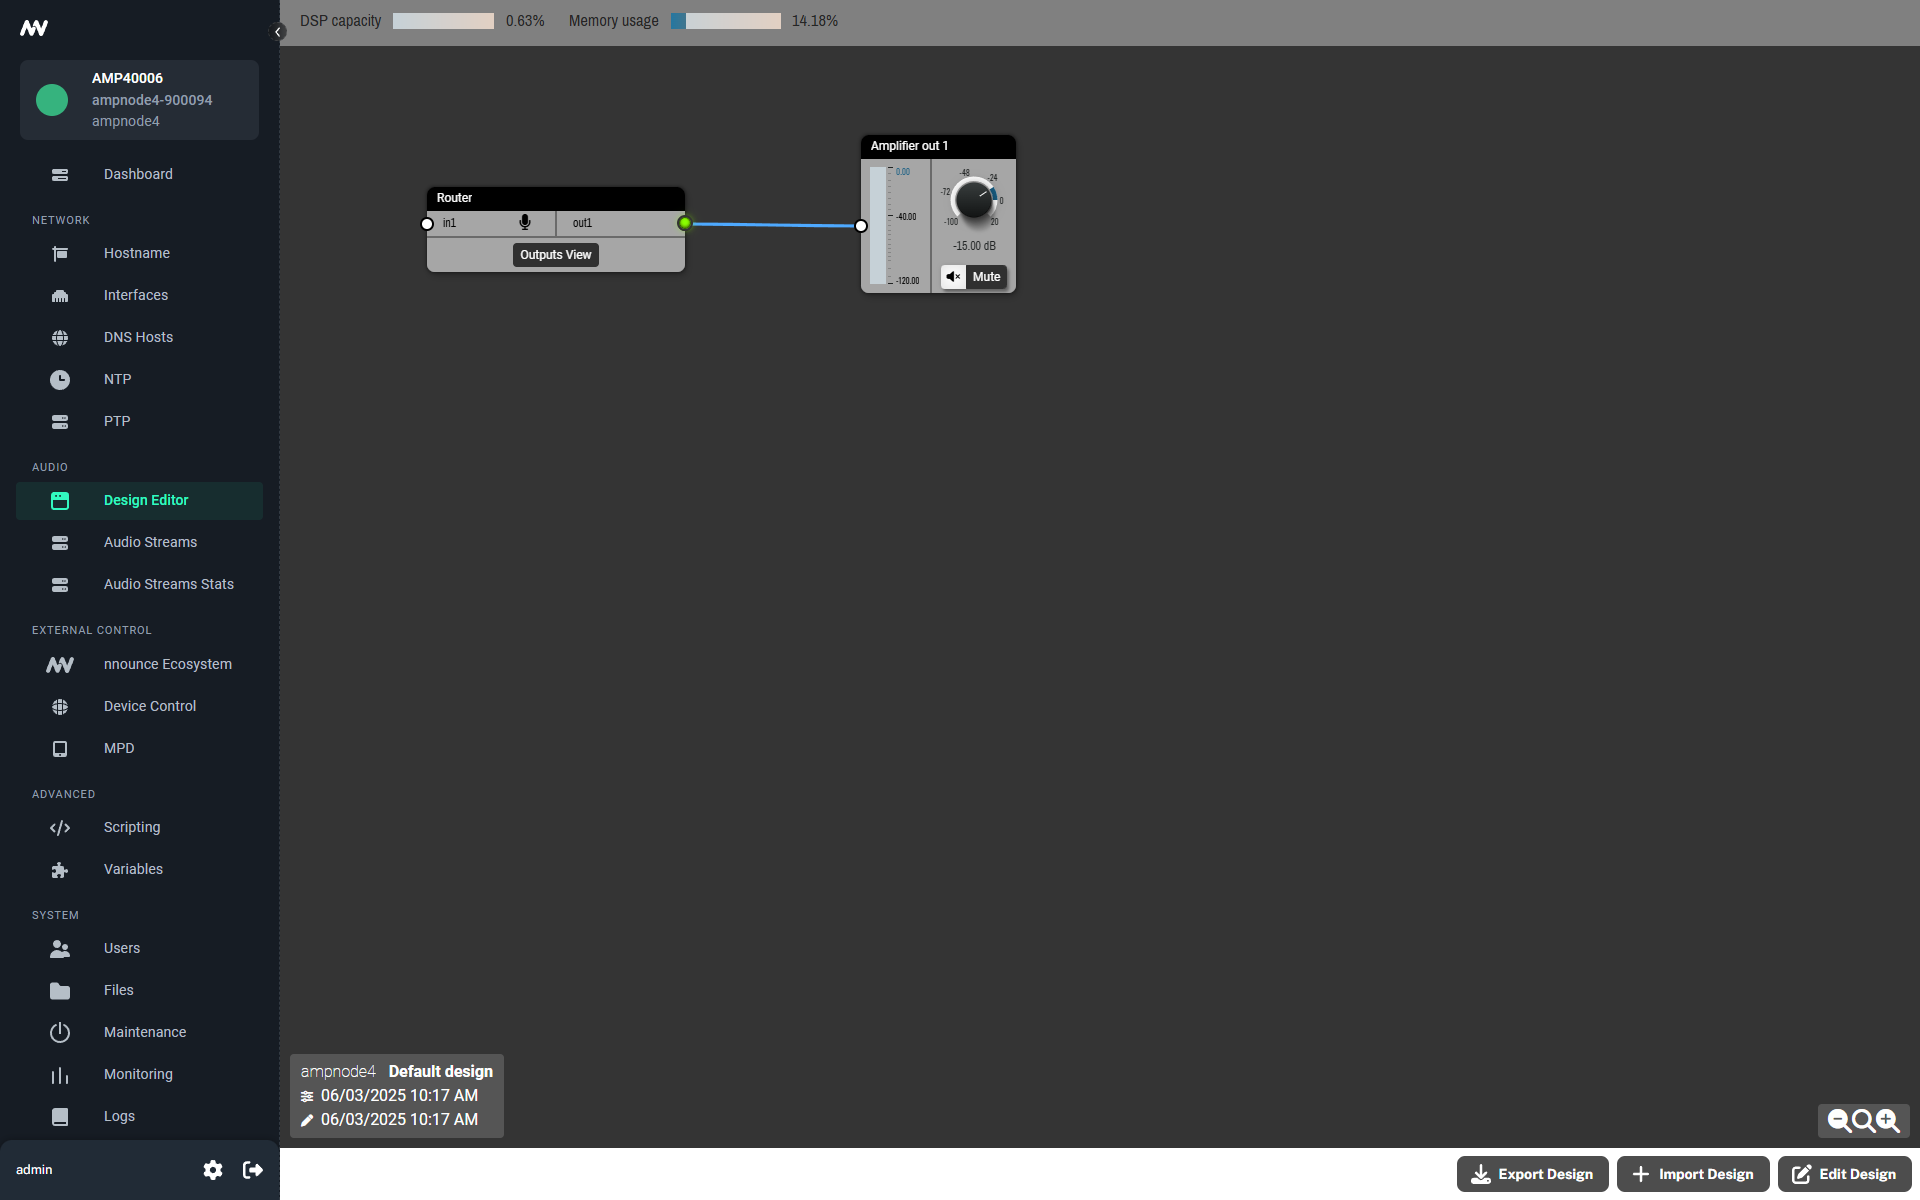 DSP capacity 0.63% Memory usage 14.18%
AMP40006
ampnode4-900094
ampnode4
Dashboard
NETWORK
Hostname
Interfaces
DNS Hosts
NTP
PTP
AUDIO
Design Editor
Audio Streams
Audio Streams Stats
EXTERNAL CONTROL
nnounce Ecosystem
Device Control
MPD
ADVANCED
Scripting
Variables
SYSTEM
Users
Files
Maintenance
Monitoring
Logs
admin
Router
in1 out1
Outputs View
Amplifier out 1
0.00
-40.00
-120.00
-48
-24
-72
0
-100
20
-15.00 dB
Mute
ampnode4 Default design
06/03/2025 10:17 AM
06/03/2025 10:17 AM
Export Design
Import Design
Edit Design